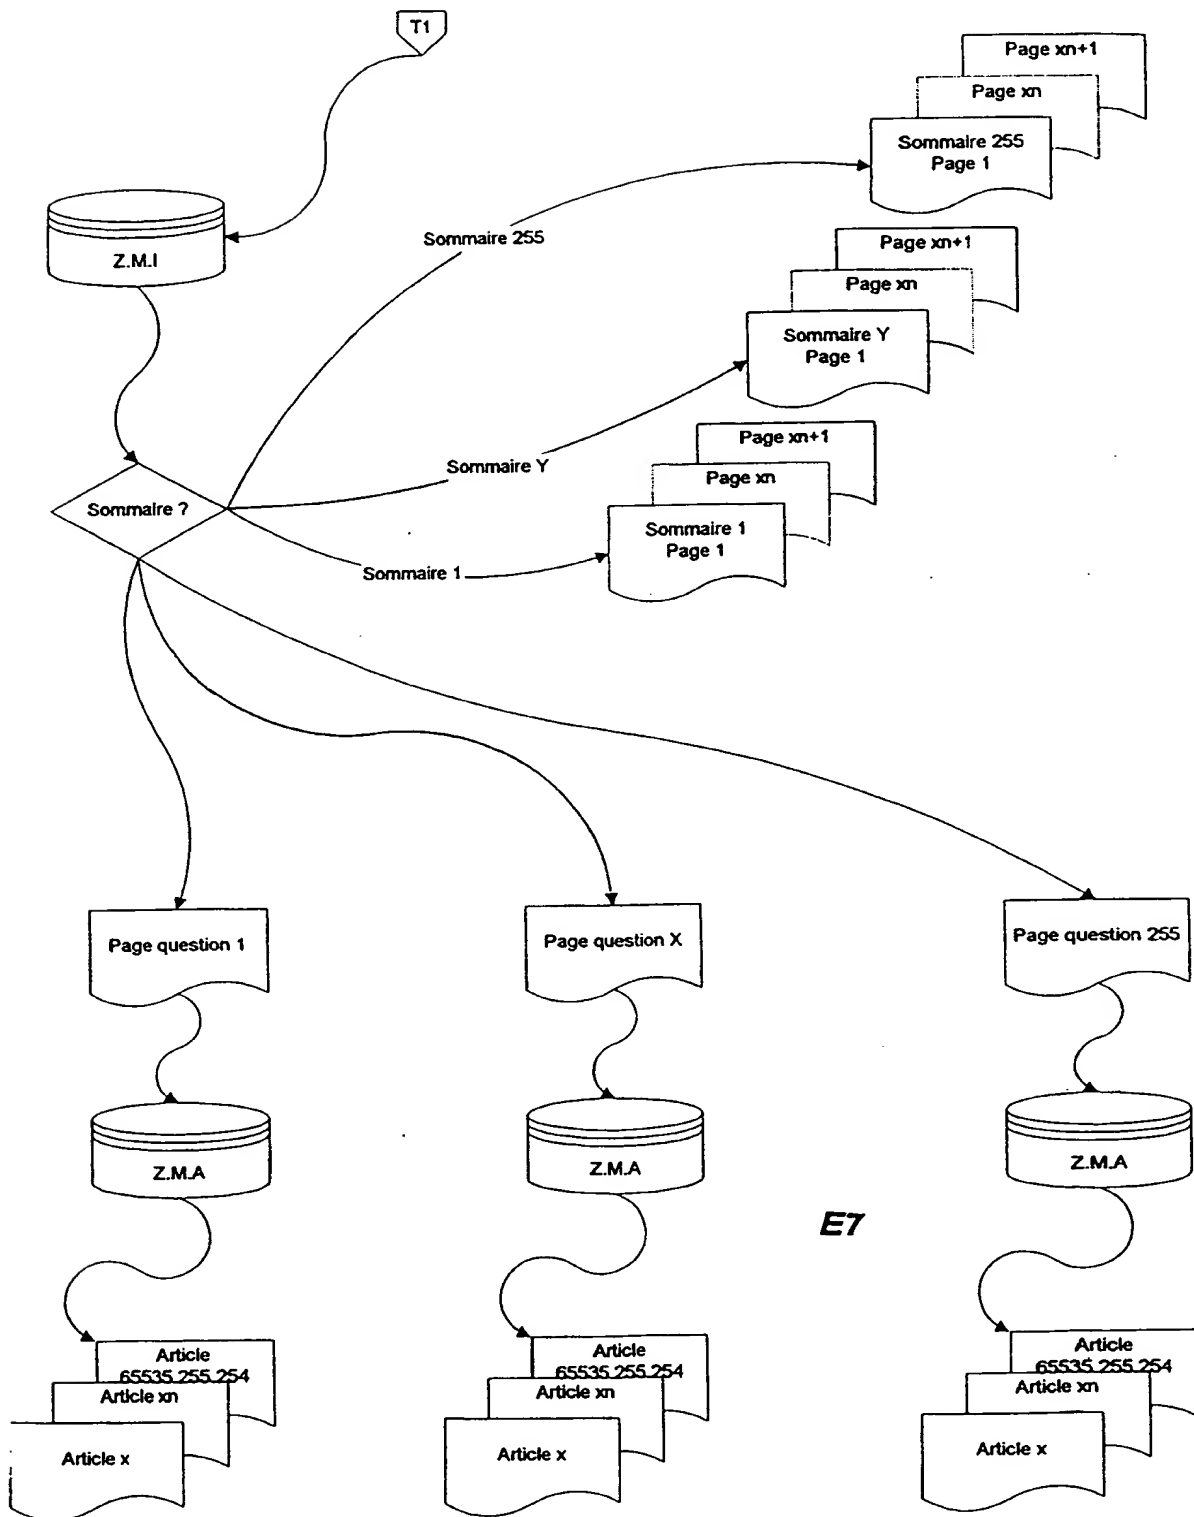 T1
Page xn+1
Page xn
Sommaire 255
Page 1
Z.M.I
Sommaire 255
Page xn+1
Page xn
Sommaire Y
Page 1
Page xn+1
Sommaire Y
Page xn
Sommaire ?
Sommaire 1
Page 1
Sommaire 1
Page question 1
Page question X
Page question 255
Z.M.A
Z.M.A
Z.M.A
E7
Article
65535.255.254
Article xn
Article x
Article
65535.255.254
Article xn
Article x
Article
65535.255.254
Article xn
Article x